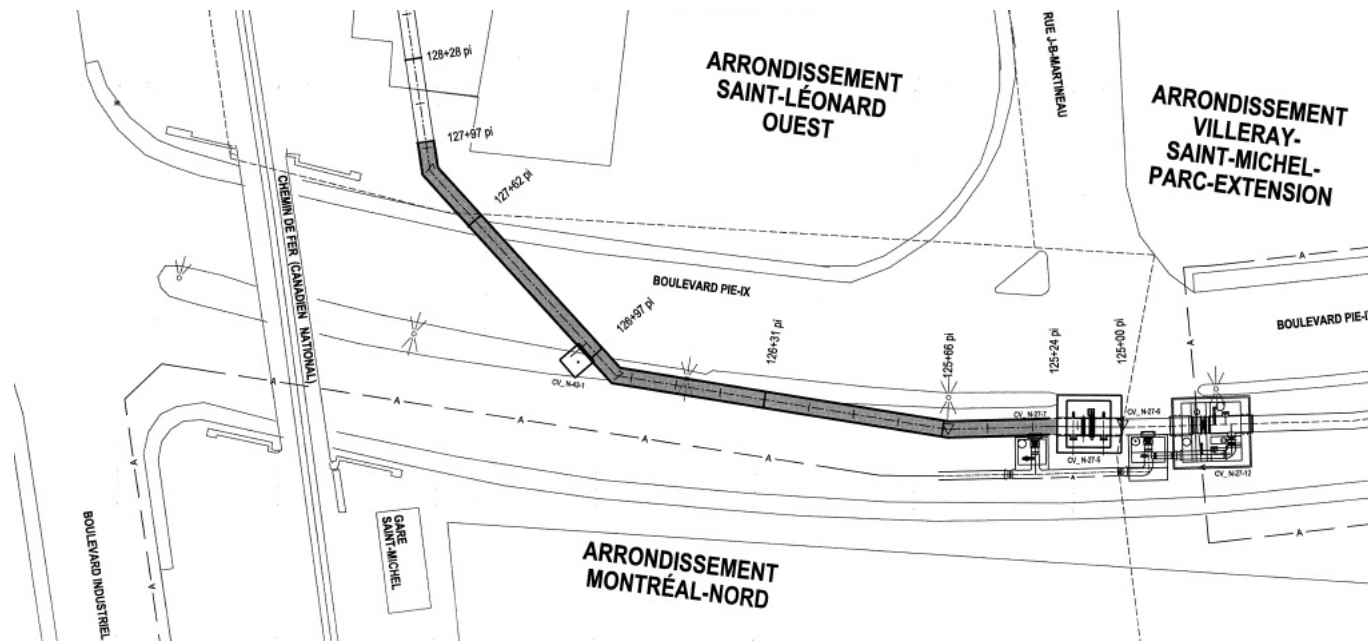 128+28 pi
127+97 pi
127+62 pi
126+97 pi
126+31 pi
125+66 pi
125+24 pi
125+00 pi
ARRONDISSEMENT
SAINT-LÉONARD
OUEST
RUE J-B-MARTINEAU
ARRONDISSEMENT
VILLERAY-
SAINT-MICHEL-
PARC-EXTENSION
CHEMIN DE FER (CANADIEN NATIONAL)
BOULEVARD PIE-IX
BOULEVARD PIE-I
CV_N-42-1
CV_N-27-7
CV_N-27-6
CV_N-27-5
CV_N-27-12
A
A
A
A
A
A
A
A
A
A
A
A
BOULEVARD INDUSTRIEL
GARE
SAINT-MICHEL
ARRONDISSEMENT
MONTRÉAL-NORD